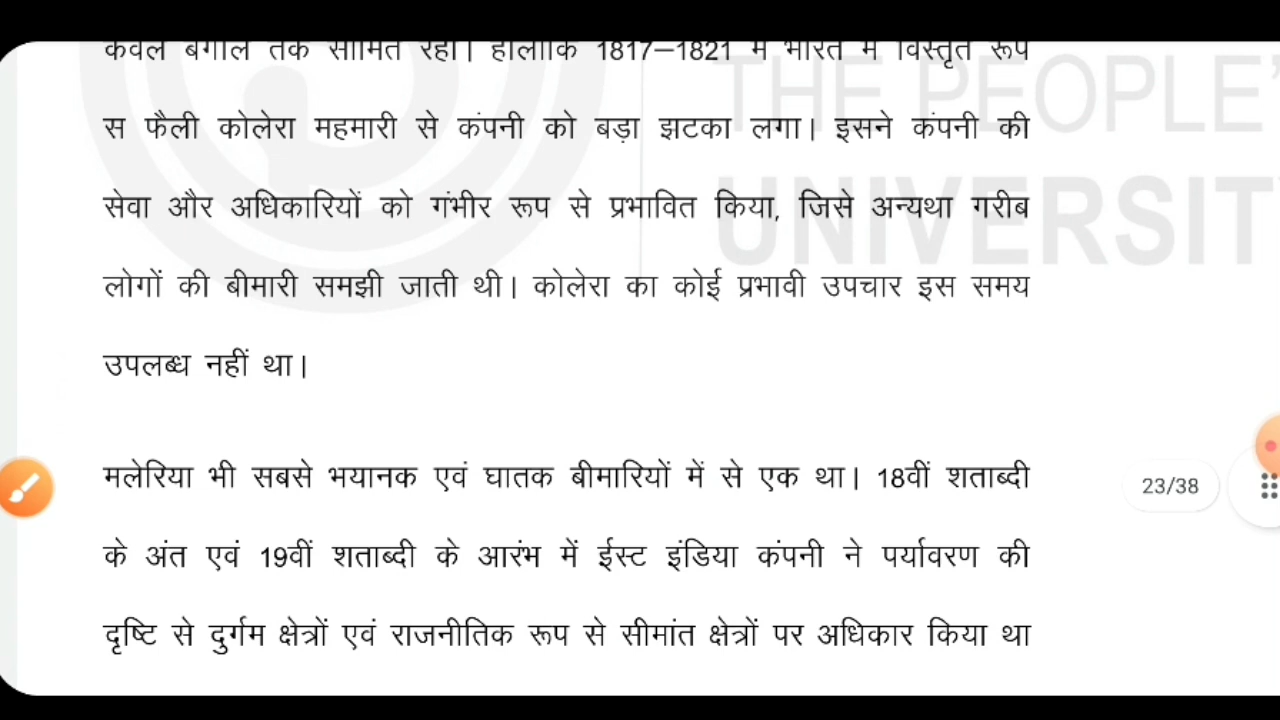 केवल बंगाल तक सीमित रही। हालांकि 1817–1821 में भारत में विस्तृत रूप
स फैली कोलेरा महमारी से कंपनी को बड़ा झटका लगा। इसने कंपनी की
सेवा और अधिकारियों को गंभीर रूप से प्रभावित किया, जिसे अन्यथा गरीब
लोगों की बीमारी समझी जाती थी। कोलेरा का कोई प्रभावी उपचार इस समय
उपलब्ध नहीं था।
मलेरिया भी सबसे भयानक एवं घातक बीमारियों में से एक था। 18वीं शताब्दी
के अंत एवं 19वीं शताब्दी के आरंभ में ईस्ट इंडिया कंपनी ने पर्यावरण की
दृष्टि से दुर्गम क्षेत्रों एवं राजनीतिक रूप से सीमांत क्षेत्रों पर अधिकार किया था
THE PEOPLE'
UNIVERSIT
23/38